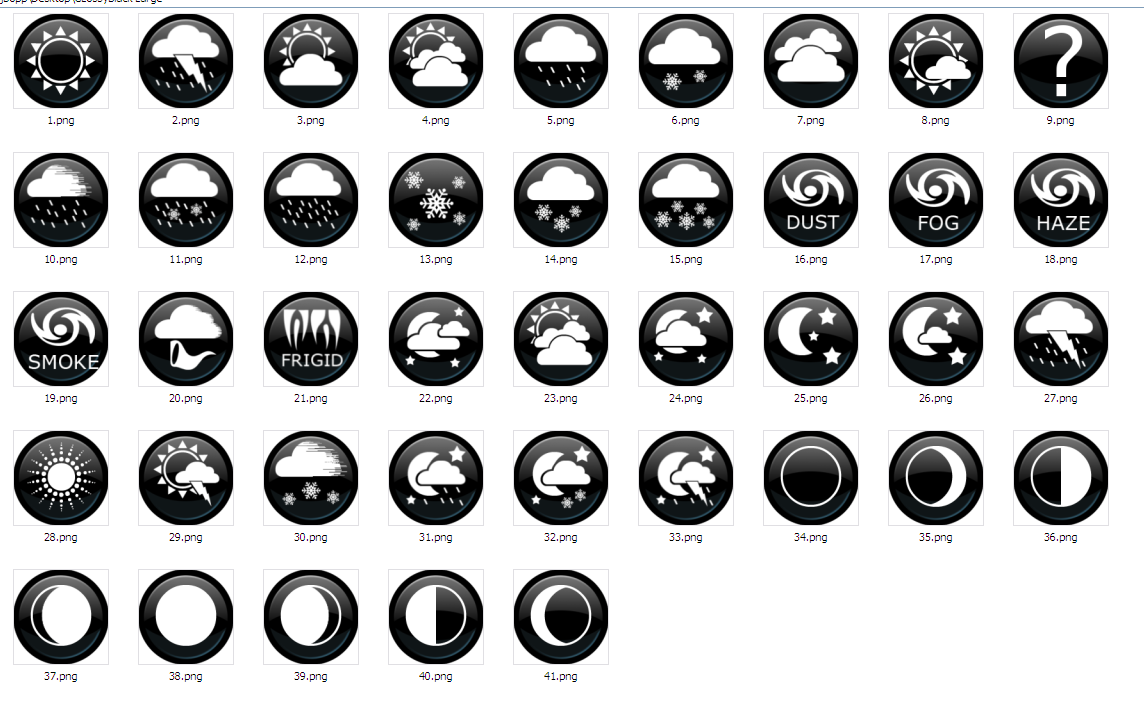 1.png 2.png 3.png 4.png 5.png 6.png 7.png 8.png 9.png
?
DUST FOG HAZE
10.png 11.png 12.png 13.png 14.png 15.png 16.png 17.png 18.png
SMOKE FRIGID
19.png 20.png 21.png 22.png 23.png 24.png 25.png 26.png 27.png
28.png 29.png 30.png 31.png 32.png 33.png 34.png 35.png 36.png
37.png 38.png 39.png 40.png 41.png